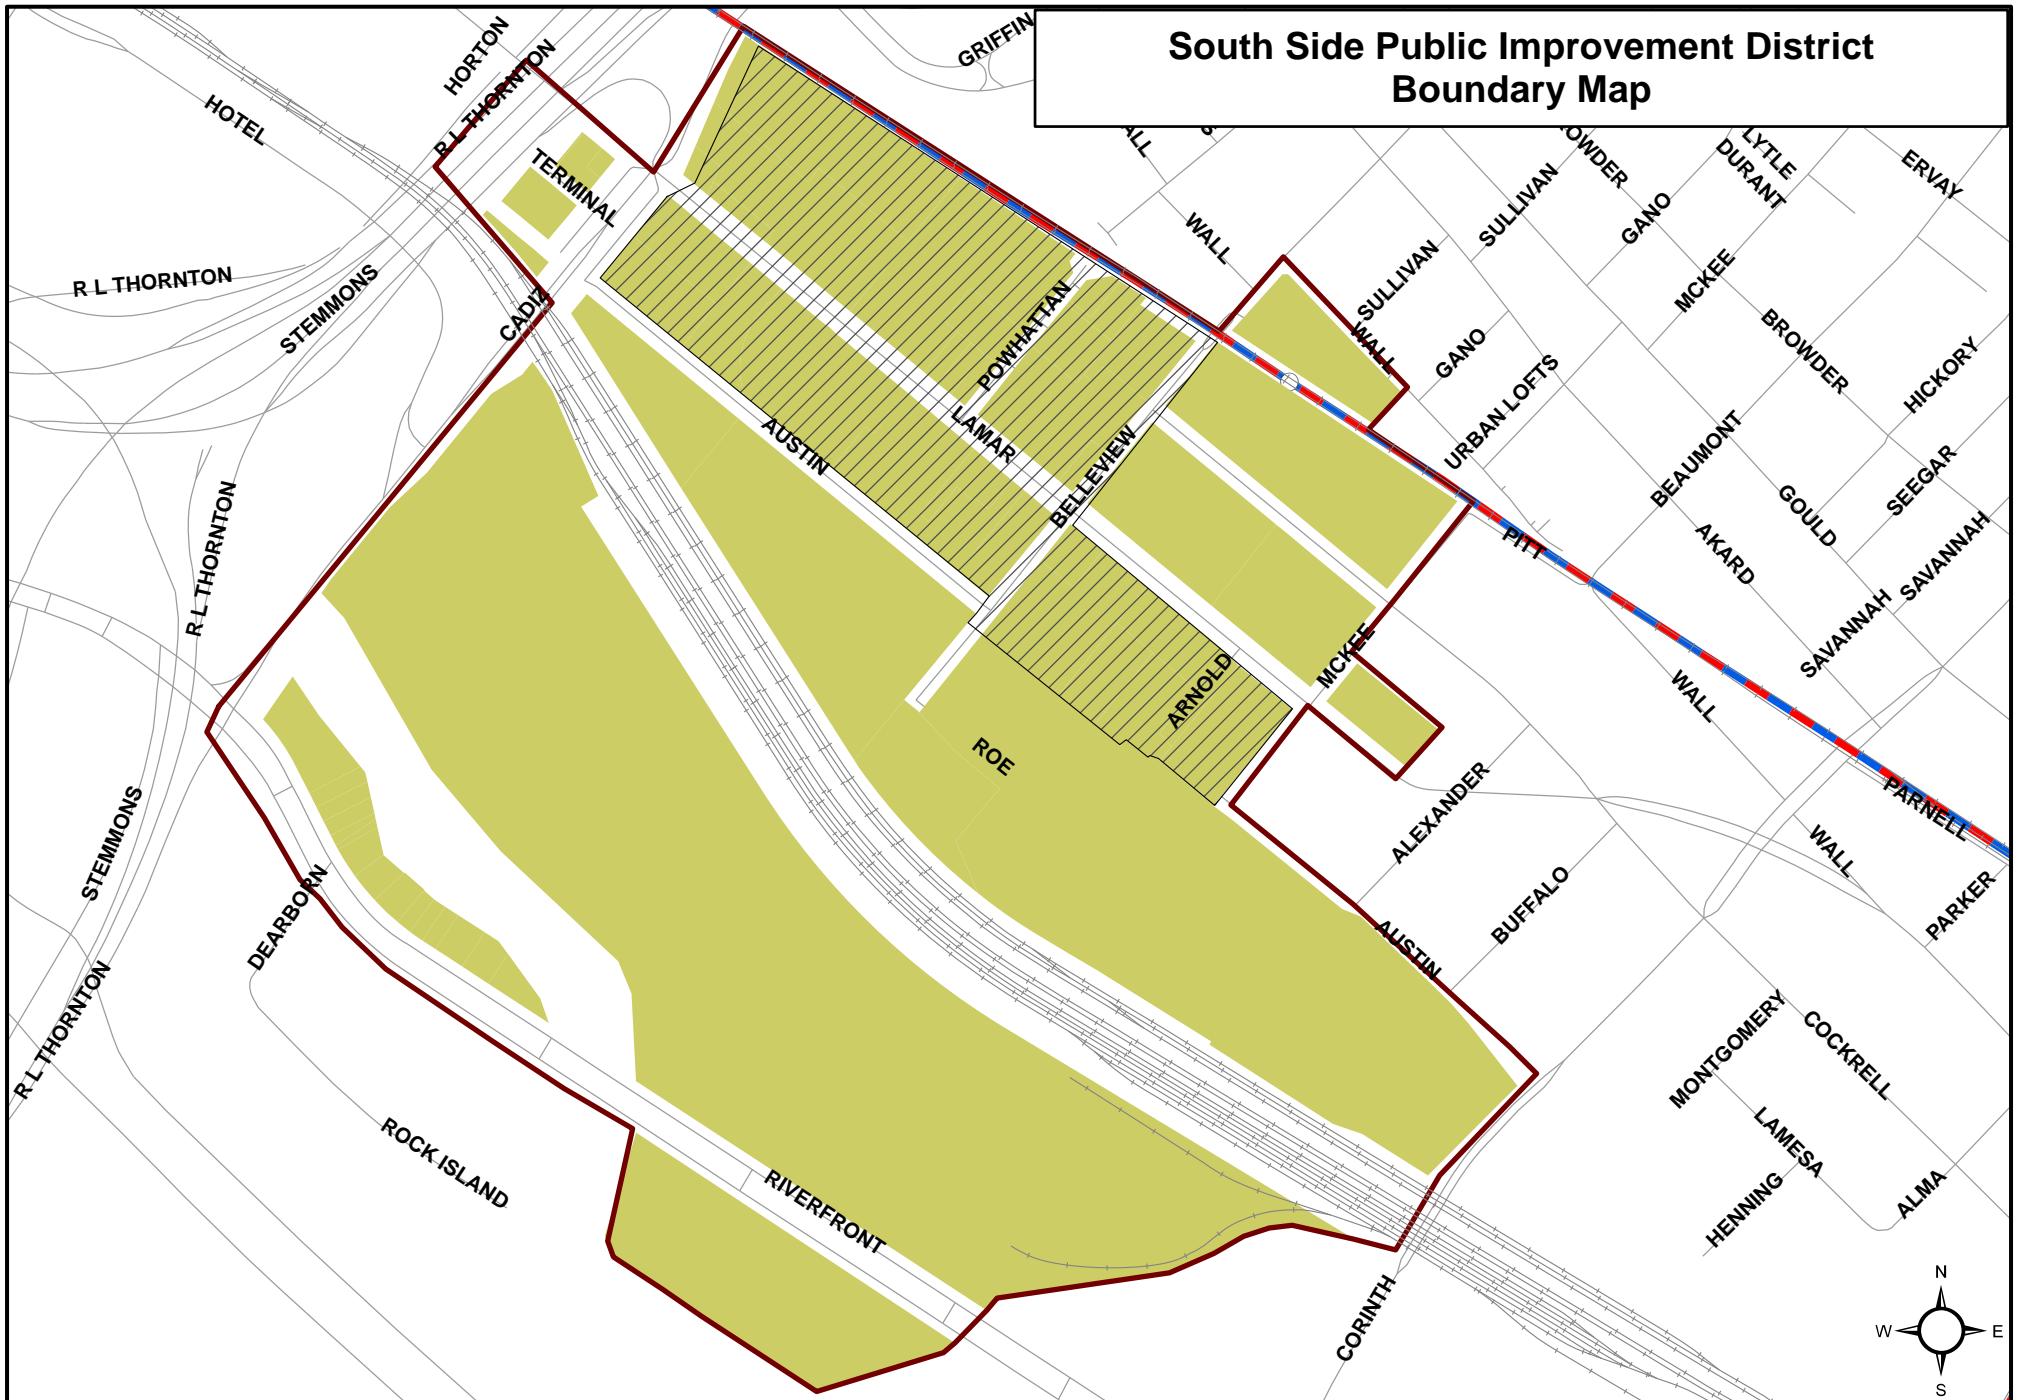 South Side Public Improvement District
Boundary Map
HORTON
GRIFFIN
HOTEL
R L THORNTON
TERMINAL
LYTLE
DURANT
ERVAY
SULLIVAN
GANO
WALL
R L THORNTON
STEMMONS
CADIZ
POWHATTAN
SULLIVAN
WALL
GANO
MCKEE
BROWDER
HICKORY
AUSTIN
LAMAR
BELLEVIEW
URBAN LOFTS
BEAUMONT
SEEGAR
GOULD
AKARD
SAVANNAH
SAVANNAH
PITT
R L THORNTON
MCKEE
ARNOLD
WALL
ROE
ALEXANDER
PARNELL
WALL
STEMMONS
DEARBORN
BUFFALO
PARKER
AUSTIN
R L THORNTON
MONTGOMERY
COCKRELL
ROCK ISLAND
RIVERFRONT
LAMESA
HENNING
ALMA
CORINTH
N
W E
S